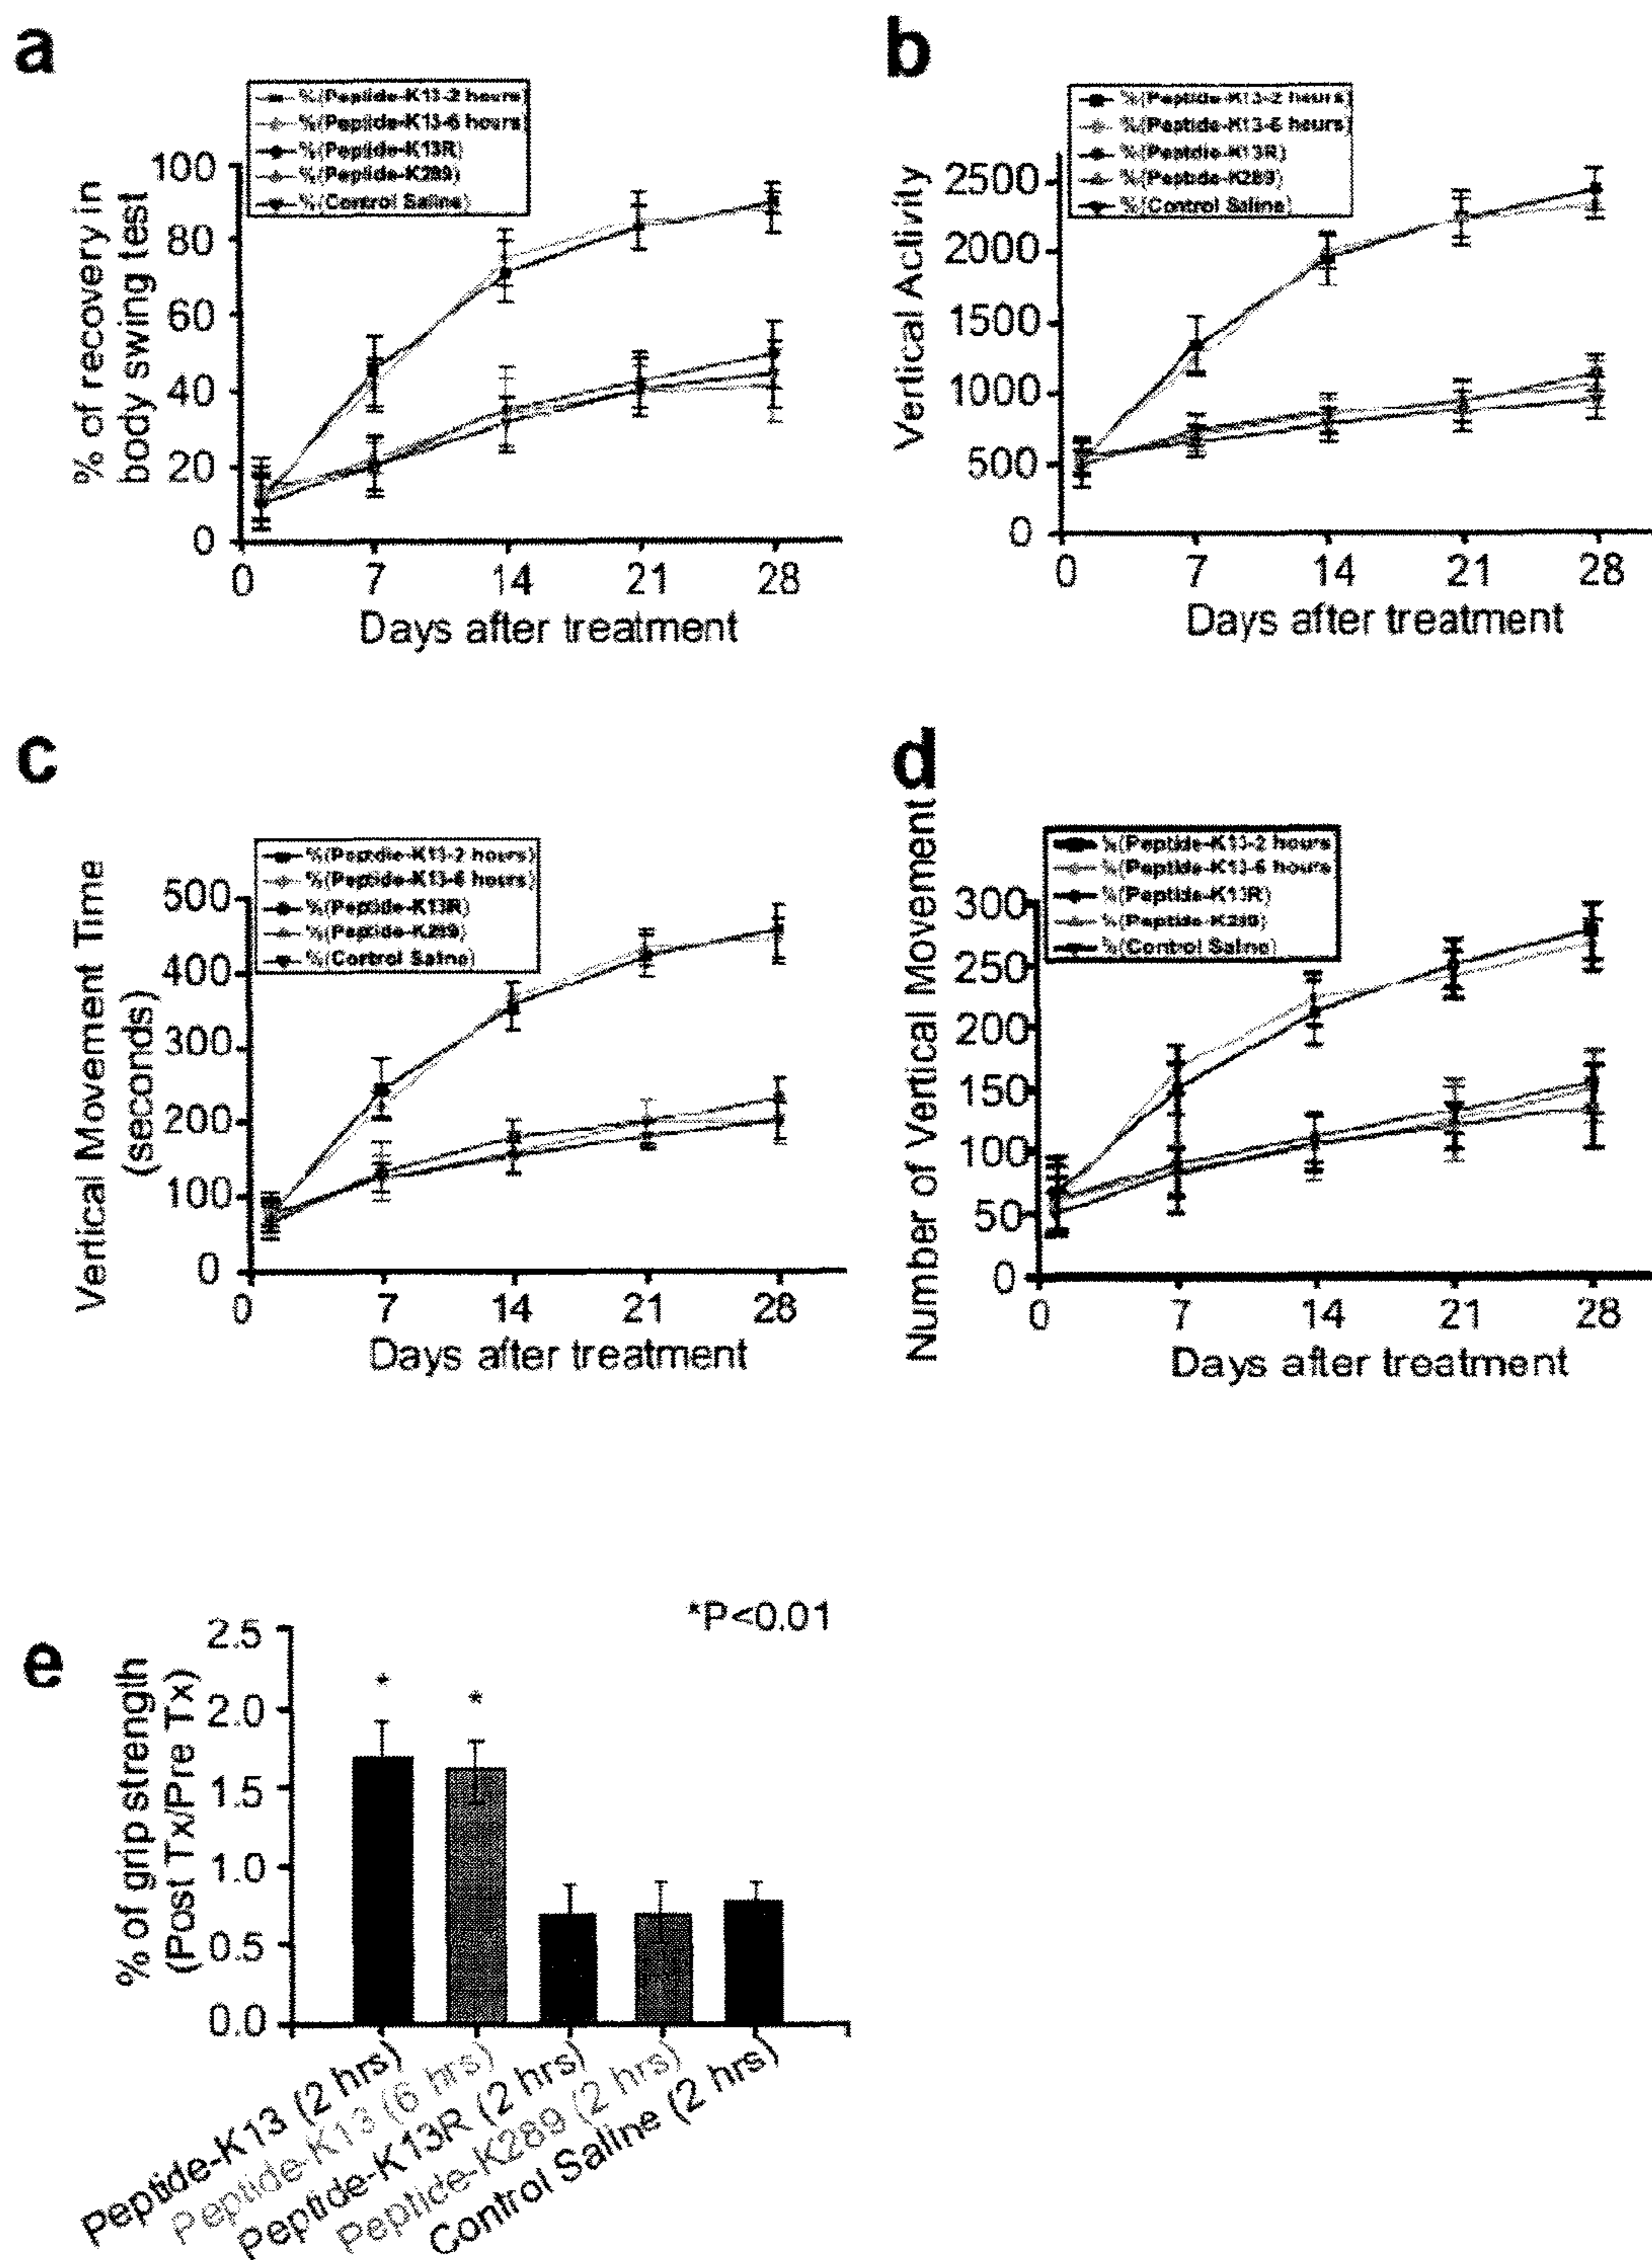 a
%(Peptide-K13-2 hours)
%(Peptide-K13-6 hours)
%(Peptide-K13R)
%(Peptide-K289)
%(Control Saline)
% of recovery in
body swing test
100
80
60
40
20
0
0 7 14 21 28
Days after treatment
b
%(Peptide-K13-2 hours)
%(Peptide-K13-6 hours)
%(Peptide-K13R)
%(Peptide-K289)
%(Control Saline)
Vertical Activity
2500
2000
1500
1000
500
0
0 7 14 21 28
Days after treatment
c
%(Peptdie-K13-2 hours)
%(Peptide-K13-6 hours)
%(Peptide-K13R)
%(Peptide-K289)
%(Control Saline)
Vertical Movement Time
(seconds)
500
400
300
200
100
0
0 7 14 21 28
Days after treatment
d
%(Peptide-K13-2 hours
%(Peptide-K13-6 hours
%(Peptide-K13R)
%(Peptide-K289)
%(Control Saline)
Number of Vertical Movement
300
250
200
150
100
50
0
0 7 14 21 28
Days after treatment
e
*P<0.01
% of grip strength
(Post Tx/Pre Tx)
2.5
2.0
1.5
1.0
0.5
0.0
* *
Peptide-K13 (2 hrs)
Peptide-K13 (6 hrs)
Peptide-K13R (2 hrs)
Peptide-K289 (2 hrs)
Control Saline (2 hrs)